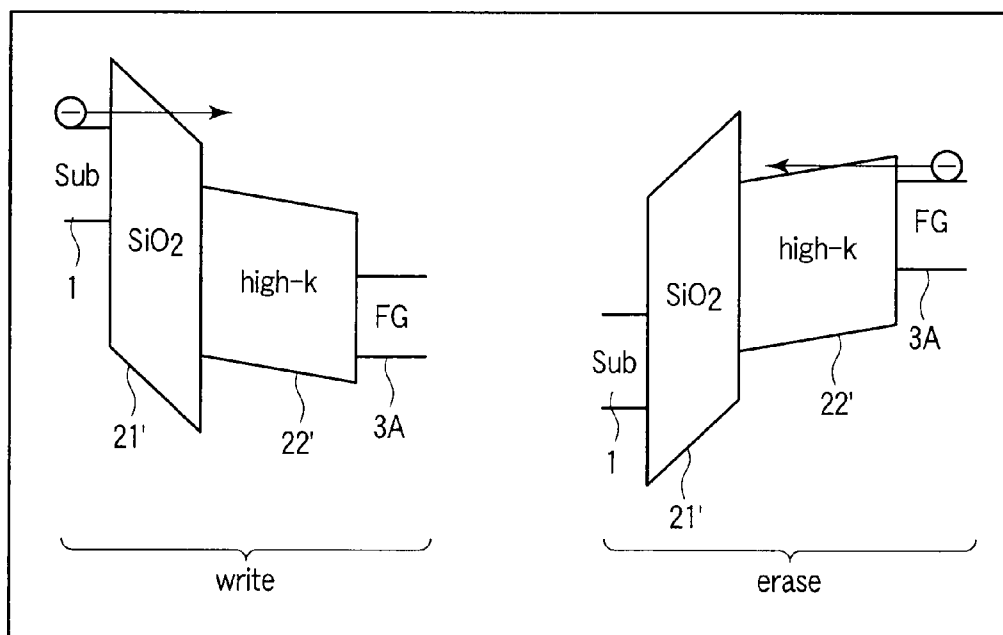 Sub
SiO2
high-k
FG
1
21'
22'
3A
write
SiO2
high-k
FG
Sub
3A
22'
1
21'
erase